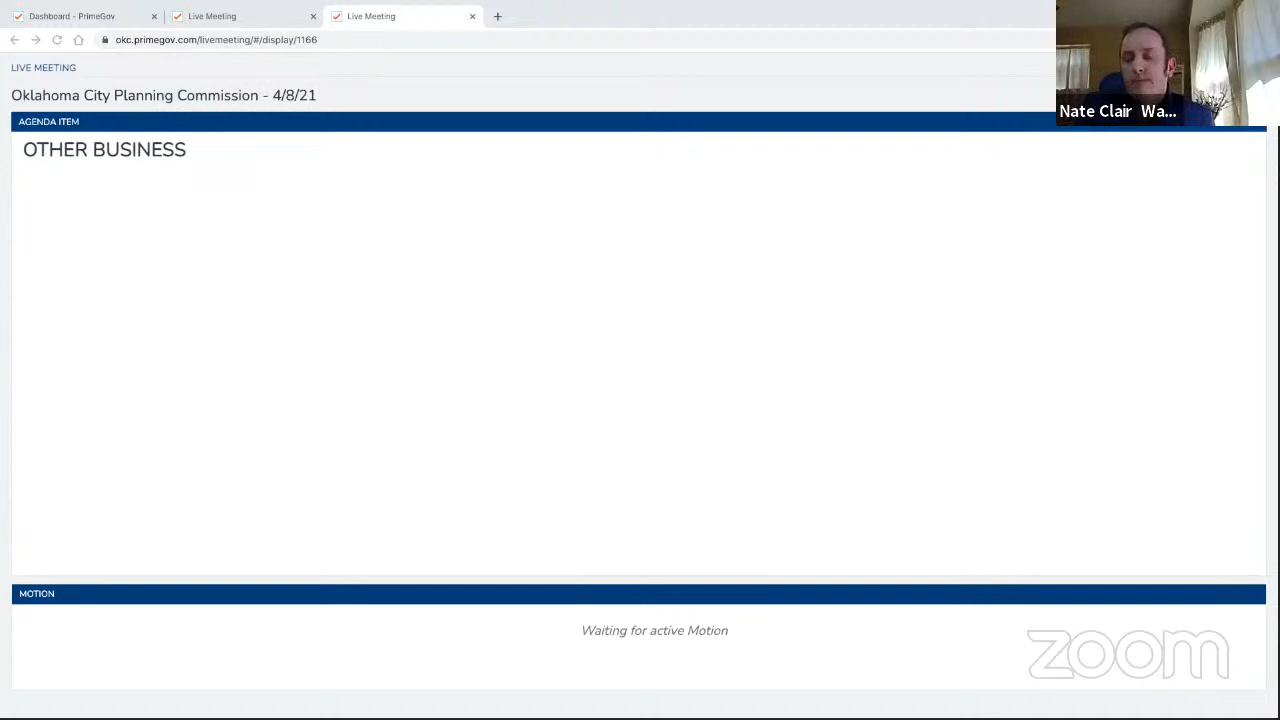 Dashboard - PrimeGov
Live Meeting
Live Meeting
okc.primegov.com/livemeeting/#/display/1166
LIVE MEETING
Oklahoma City Planning Commission - 4/8/21
Nate Clair Wa...
AGENDA ITEM
OTHER BUSINESS
MOTION
Waiting for active Motion
zoom